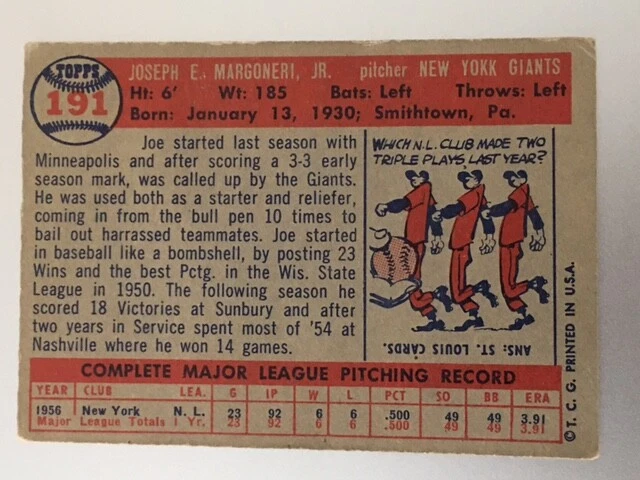 TOPPS
191
JOSEPH E. MARGONERI, JR. pitcher NEW YORK GIANTS
Ht: 6' Wt: 185 Bats: Left Throws: Left
Born: January 13, 1930; Smithtown, Pa.
Joe started last season with
Minneapolis and after scoring a 3-3 early
season mark, was called up by the Giants.
He was used both as a starter and reliefer,
coming in from the bull pen 10 times to
bail out harrassed teammates. Joe started
in baseball like a bombshell, by posting 23
Wins and the best Pctg. in the Wis. State
League in 1950. The following season he
scored 18 Victories at Sunbury and after
two years in Service spent most of '54 at
Nashville where he won 14 games.
WHICH N.L. CLUB MADE TWO
TRIPLE PLAYS LAST YEAR?
ANS: ST. LOUIS CARDS.
COMPLETE MAJOR LEAGUE PITCHING RECORD
YEAR CLUB LEA. G IP W L PCT SO BB ERA
1956 New York N. L. 23 92 6 6 .500 49 49 3.91
Major League Totals 1 Yr. 23 92 6 6 .500 49 49 3.91
© T. C. G. PRINTED IN U.S.A.